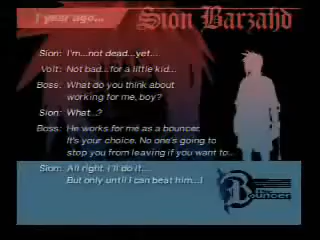 1 year ago...
Sion Barzahd
Sion: I'm...not dead...yet...
Volt: Not bad...for a little kid...
Boss: What do you think about
working for me, boy?
Sion: What..?
Boss: He works for me as a bouncer.
It's your choice. No one's going to
stop you from leaving if you want to...
Sion: All right. I'll do it....
But only until I can beat him...!
The
Bouncer